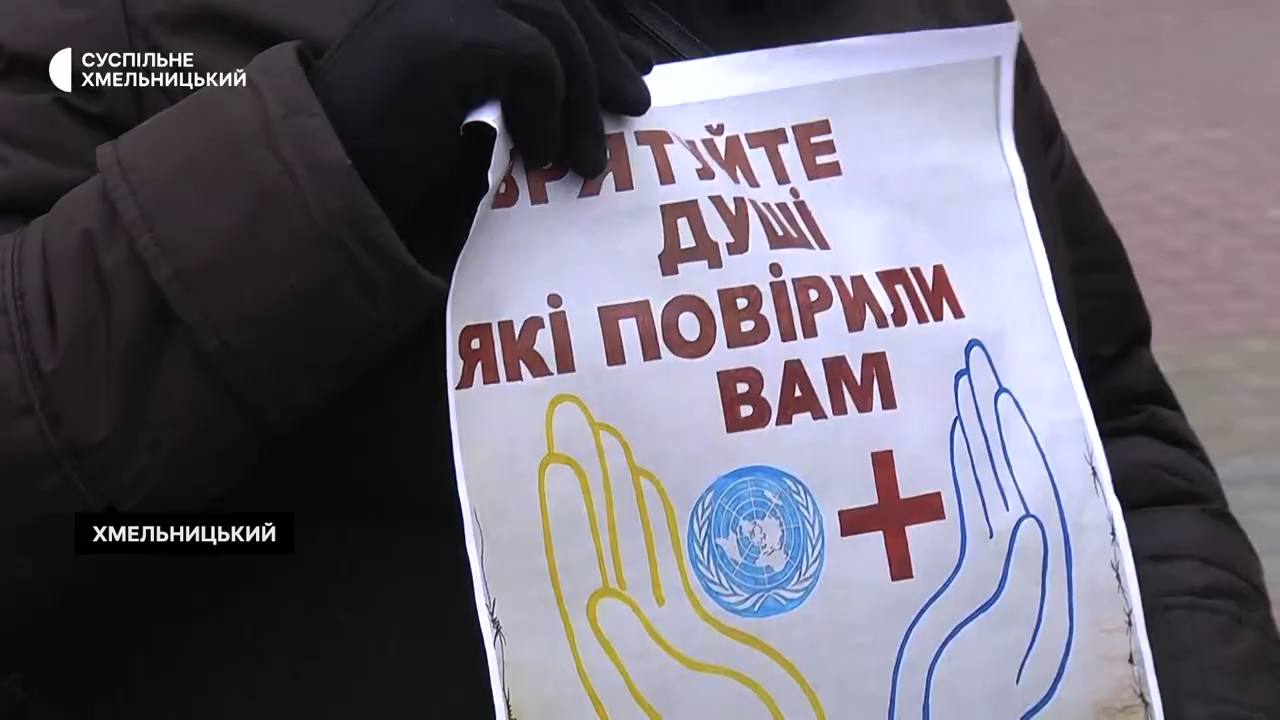 СУСПІЛЬНЕ
ХМЕЛЬНИЦЬКИЙ
ВРЯТУЙТЕ
ДУШІ
ЯКІ ПОВІРИЛИ
ВАМ
ХМЕЛЬНИЦЬКИЙ